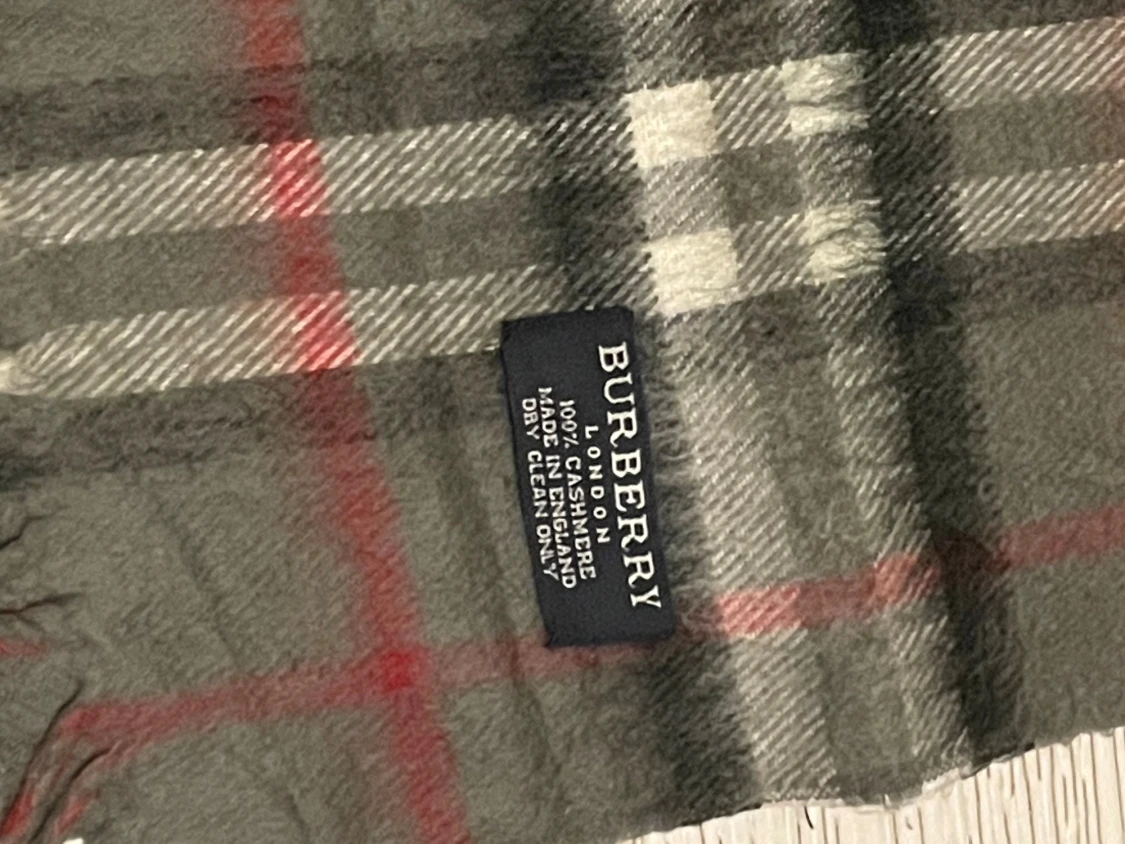 BURBERRY
LONDON
100% CASHMERE
MADE IN ENGLAND
DRY CLEAN ONLY